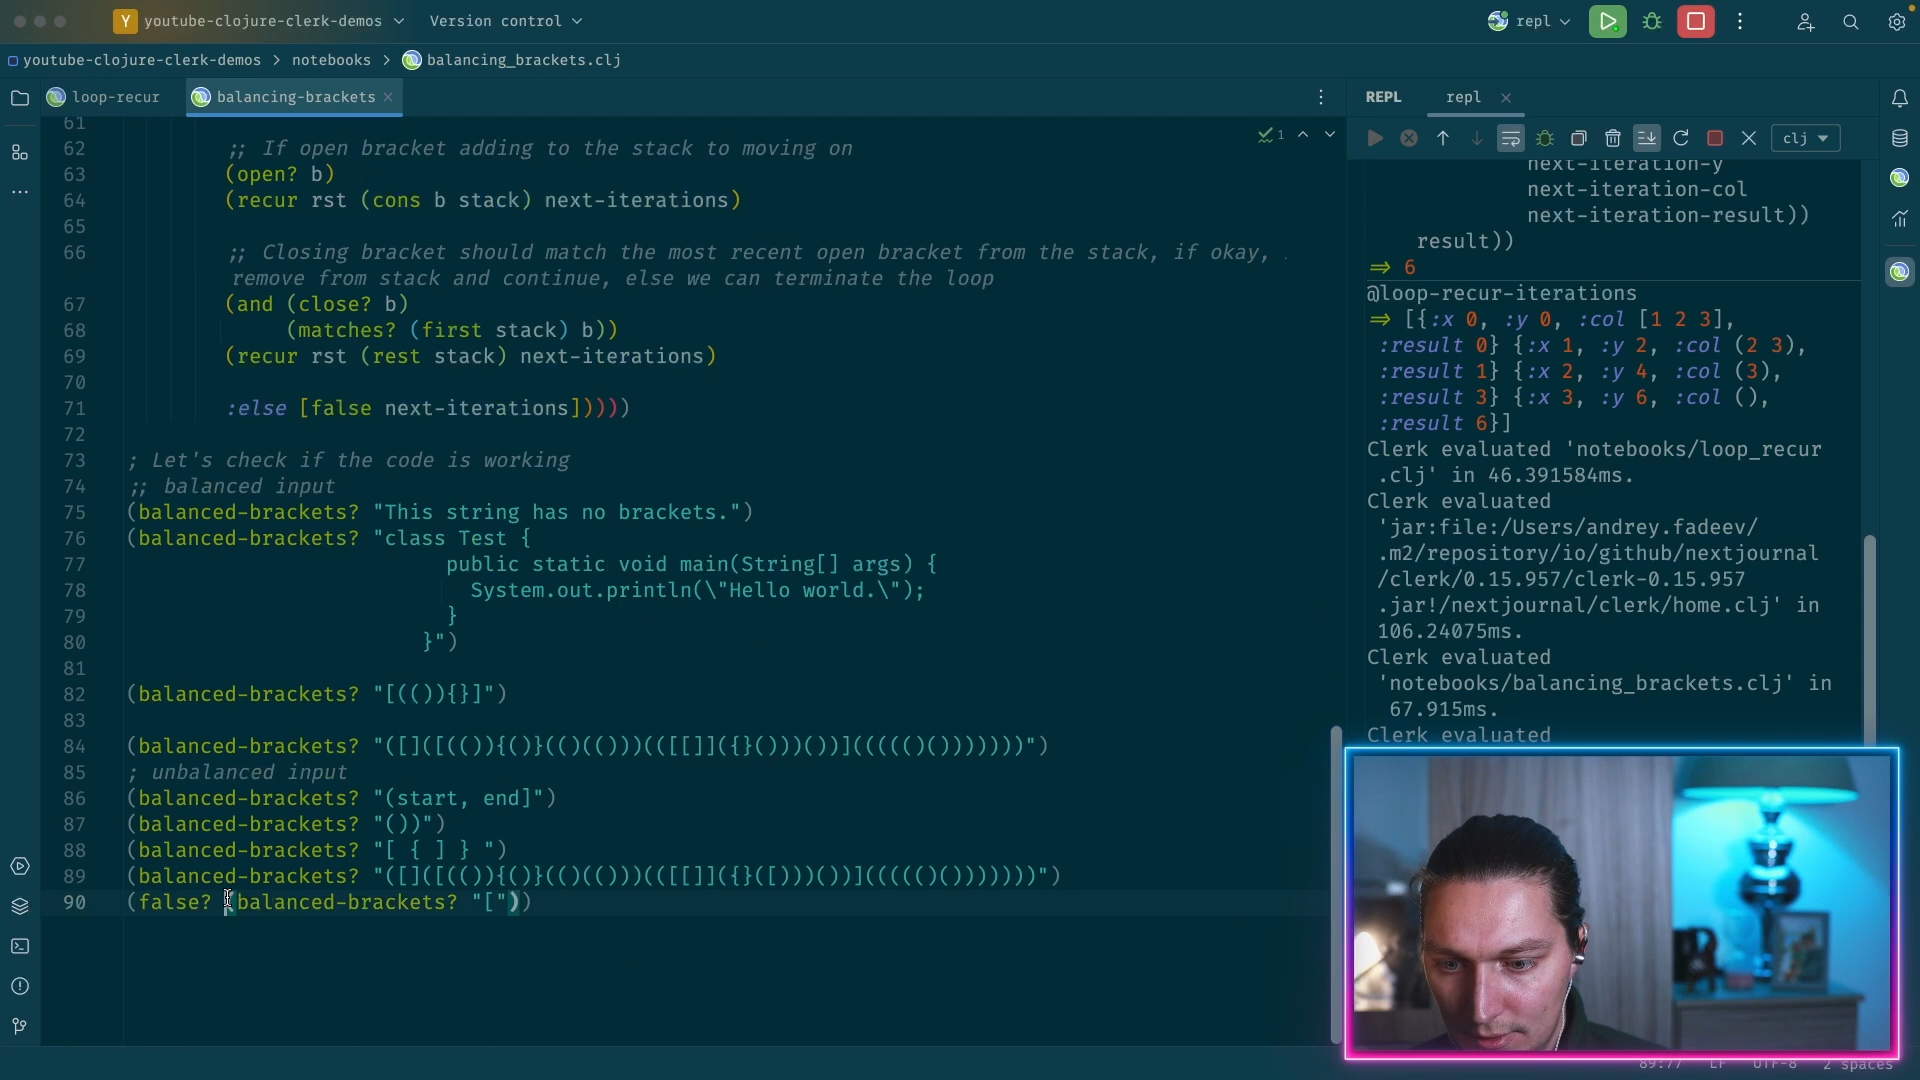 Y youtube-clojure-clerk-demos Version control repl
youtube-clojure-clerk-demos > notebooks > balancing_brackets.clj
loop-recur balancing-brackets
61
62 ;; If open bracket adding to the stack to moving on
63 (open? b)
64 (recur rst (cons b stack) next-iterations)
65
66 ;; Closing bracket should match the most recent open bracket from the stack, if okay,
remove from stack and continue, else we can terminate the loop
67 (and (close? b)
68 (matches? (first stack) b))
69 (recur rst (rest stack) next-iterations)
70
71 :else [false next-iterations]))))
72
73 ; Let's check if the code is working
74 ;; balanced input
75 (balanced-brackets? "This string has no brackets.")
76 (balanced-brackets? "class Test {
77 public static void main(String[] args) {
78 System.out.println(\"Hello world.\");
79 }
80 }")
81
82 (balanced-brackets? "[(()){}]")
83
84 (balanced-brackets? "([]([(()){()}(()(()))(([[]]({}()))())]((((()()))))))")
85 ; unbalanced input
86 (balanced-brackets? "(start, end]")
87 (balanced-brackets? "())")
88 (balanced-brackets? "[ { ] } ")
89 (balanced-brackets? "([]([(()){()}(()(()))(([[]]({}([)))())]((((()()))))))")
90 (false? (balanced-brackets? "["))
1
REPL repl
clj
next-iteration-y
next-iteration-col
next-iteration-result))
result))
=> 6
@loop-recur-iterations
=> [{:x 0, :y 0, :col [1 2 3],
:result 0} {:x 1, :y 2, :col (2 3),
:result 1} {:x 2, :y 4, :col (3),
:result 3} {:x 3, :y 6, :col (),
:result 6}]
Clerk evaluated 'notebooks/loop_recur
.clj' in 46.391584ms.
Clerk evaluated
'jar:file:/Users/andrey.fadeev/
.m2/repository/io/github/nextjournal
/clerk/0.15.957/clerk-0.15.957
.jar!/nextjournal/clerk/home.clj' in
106.24075ms.
Clerk evaluated
'notebooks/balancing_brackets.clj' in
67.915ms.
Clerk evaluated
89:77 LF UTF-8 2 spaces